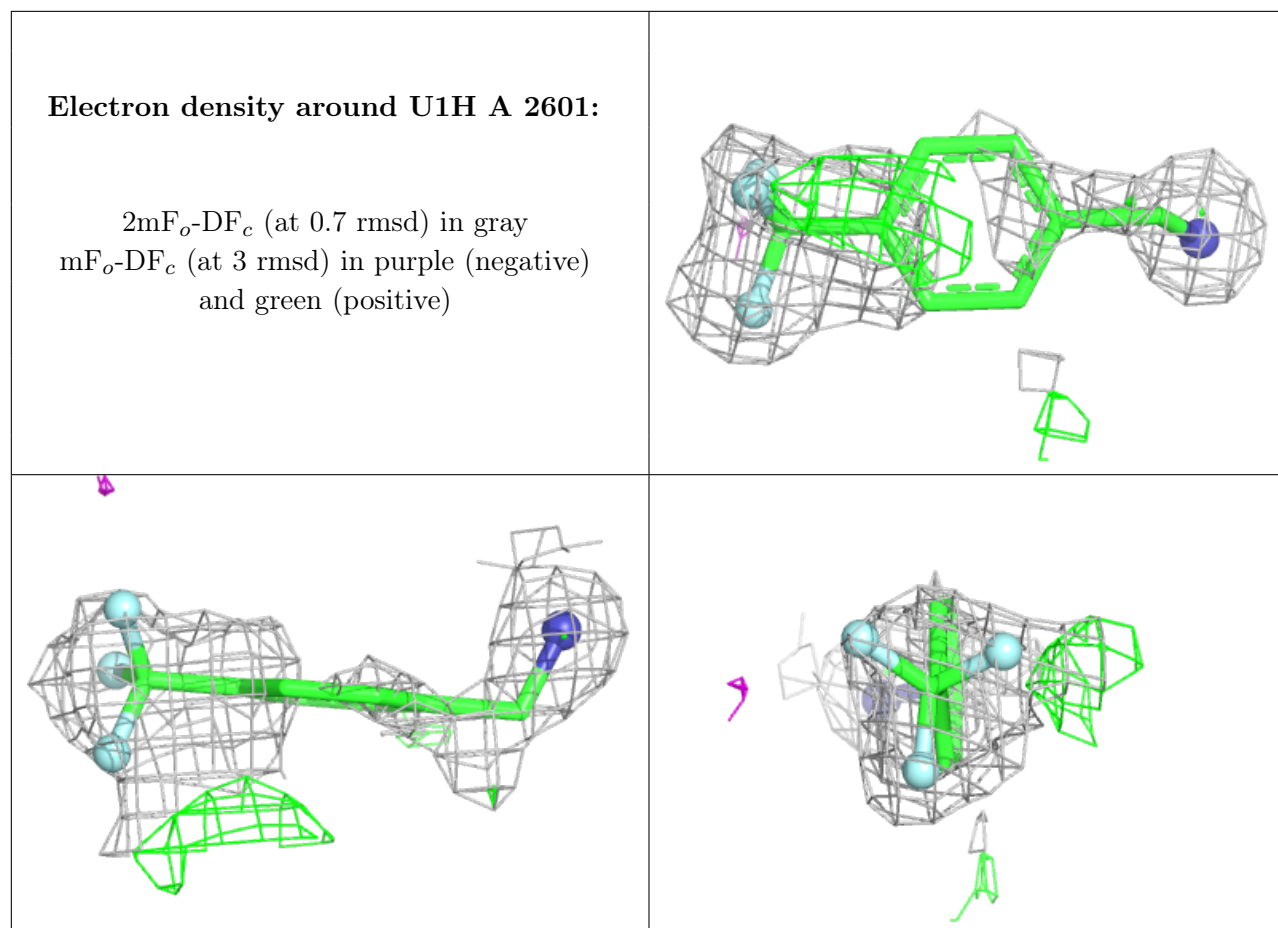 Electron density around U1H A 2601:
2mFo-DFc (at 0.7 rmsd) in gray
mFo-DFc (at 3 rmsd) in purple (negative)
and green (positive)